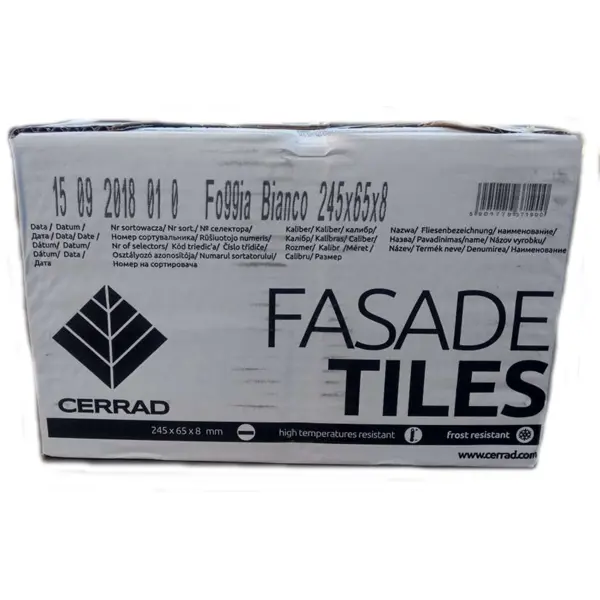 15 09 2018 01 0 Foggia Bianco 245x65x8
Data / Datum / Nr sortowacza/ Nr sort./ № селектора/ Kaliber/ Kaliber/ калибр/ Nazwa/ Fliesenbezeichnung/ наименование/
Дата / Data/ Date / Номер сортувальника/ Rūšiuotojo numeris/ Калібр/ Kalibras/ Caliber/ Назва/ Pavadinimas/name/ Názov výrobku/
Dátum/ Datum/ Nr of selectors/ Kód triedič'a/ Číslo třídiče/ Rozmer/ Kalibr /Méret / Název/ Termék neve/ Denumirea/ Наименование
Dátum/ Data / Osztályozó azonosítója/ Numarul sortatorului/ Calibru/ Размер
Дата Номер на сортировача
FASADE
TILES
CERRAD
245 x 65 x 8 mm high temperatures resistant frost resistant
www.cerrad.com